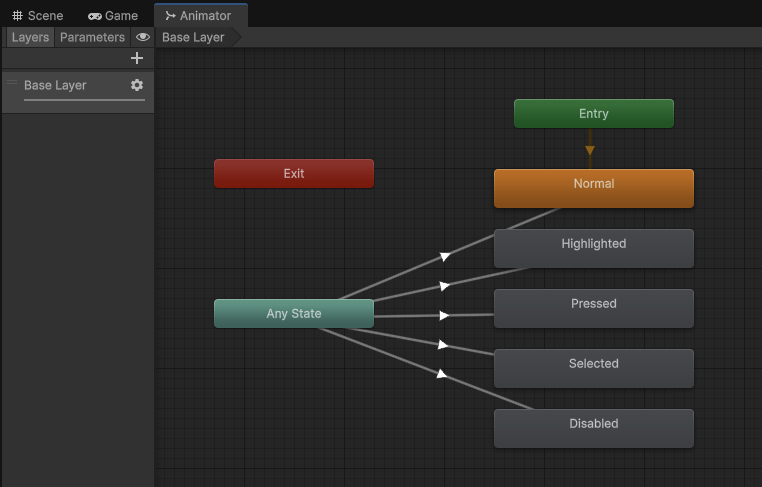 Scene Game Animator
Layers Parameters Base Layer
Base Layer
Entry
Exit
Normal
Highlighted
Any State
Pressed
Selected
Disabled